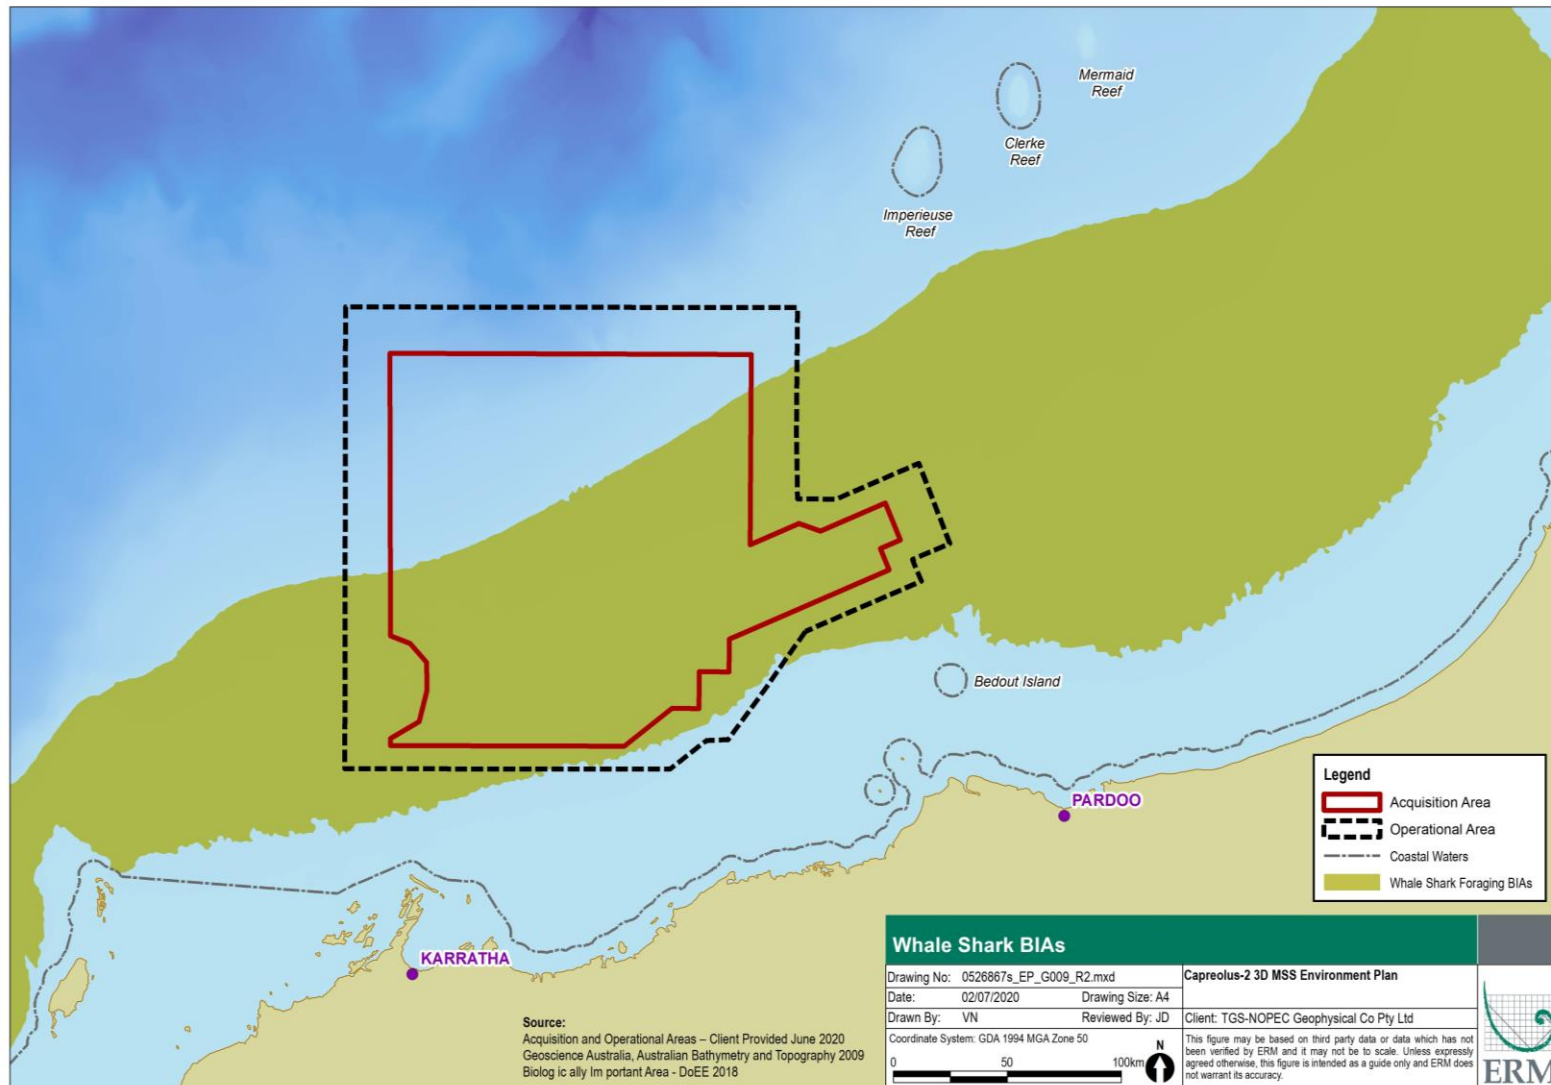 Mermaid
Reef
Clerke
Reef
Imperieuse
Reef
Bedout Island
PARDOO
KARRATHA
Legend
Acquisition Area
Operational Area
Coastal Waters
Whale Shark Foraging BIAs
Source:
Acquisition and Operational Areas – Client Provided June 2020
Geoscience Australia, Australian Bathymetry and Topography 2009
Biolog ic ally Im portant Area - DoEE 2018
Whale Shark BIAs
Drawing No: 0526867s_EP_G009_R2.mxd
Date: 02/07/2020 Drawing Size: A4
Drawn By: VN Reviewed By: JD
Coordinate System: GDA 1994 MGA Zone 50
0 50 100km
N
Capreolus-2 3D MSS Environment Plan
Client: TGS-NOPEC Geophysical Co Pty Ltd
This figure may be based on third party data or data which has not
been verified by ERM and it may not be to scale. Unless expressly
agreed otherwise, this figure is intended as a guide only and ERM does
not warrant its accuracy.
ERM